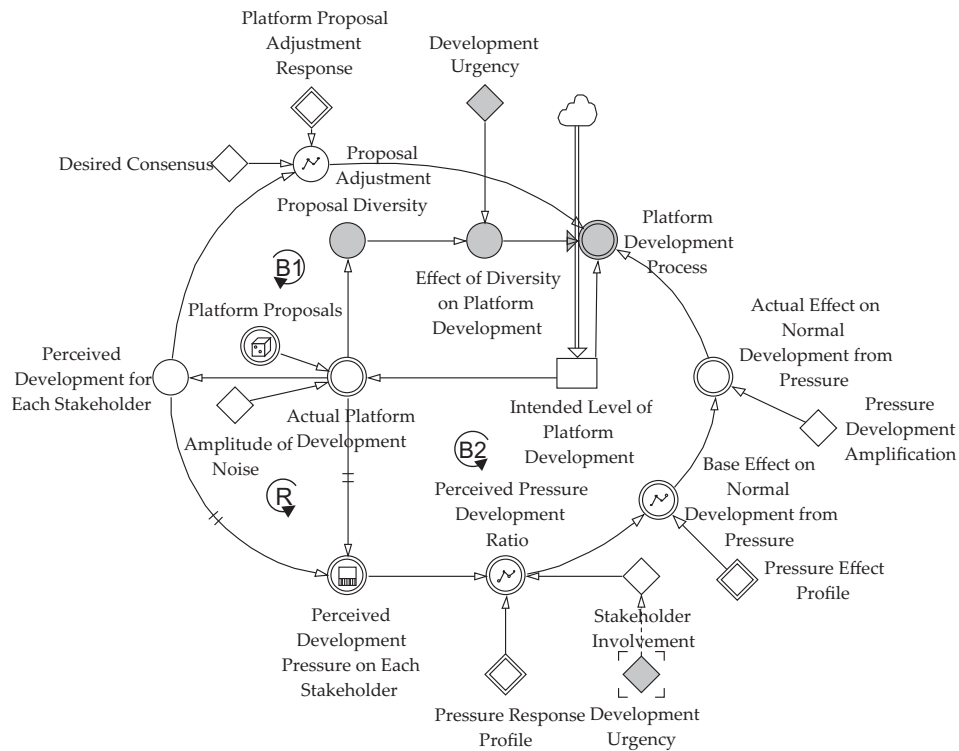 Platform Proposal
Adjustment
Response
Development
Urgency
Desired Consensus
Proposal
Adjustment
Proposal Diversity
Platform
Development
Process
B1
Effect of Diversity
on Platform
Development
Platform Proposals
Actual Effect on
Normal
Development from
Pressure
Perceived
Development for
Each Stakeholder
Actual Platform
Development
Intended Level of
Platform
Development
Pressure
Development
Amplification
Amplitude of
Noise
B2
R
Perceived Pressure
Development
Ratio
Base Effect on
Normal
Development from
Pressure
Pressure Effect
Profile
Perceived
Development
Pressure on Each
Stakeholder
Stakeholder
Involvement
Pressure Response
Profile
Development
Urgency